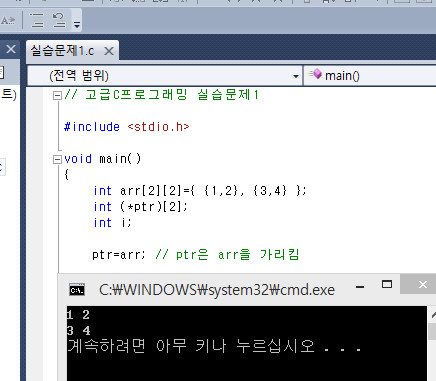 실습문제1.c
(전역 범위)
main()
// 고급C프로그래밍 실습문제1
#include <stdio.h>
void main()
{
int arr[2][2]={ {1,2}, {3,4} };
int (*ptr)[2];
int i;
ptr=arr; // ptr은 arr을 가리킴
C:₩WINDOWS₩system32₩cmd.exe
1 2
3 4
계속하려면 아무 키나 누르십시오 . . .